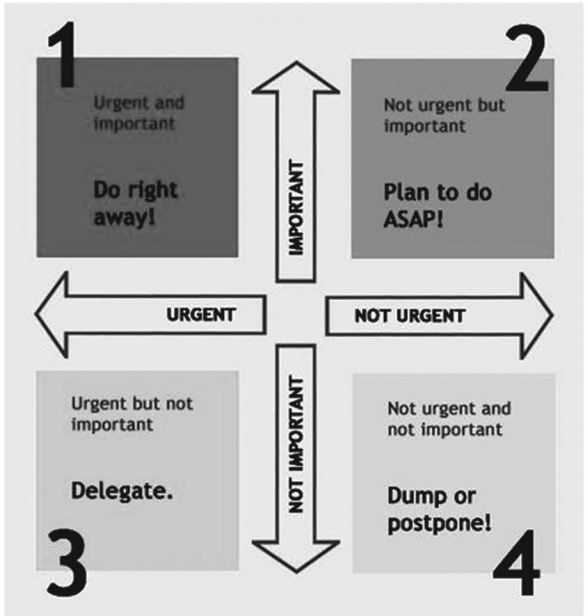 1
Urgent and
important
Do right
away!
2
Not urgent but
important
Plan to do
ASAP!
IMPORTANT
URGENT
NOT URGENT
NOT IMPORTANT
Urgent but not
important
Delegate.
3
Not urgent and
not important
Dump or
postpone!
4